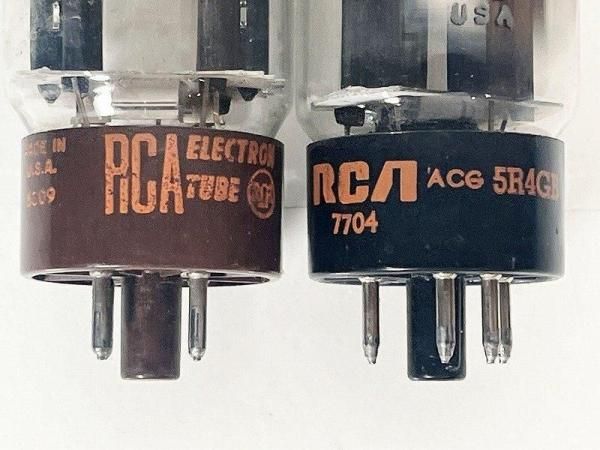 MADE IN
U.S.A.
RCA ELECTRON
TUBE
USA
RCA ACG 5R4GB
7704